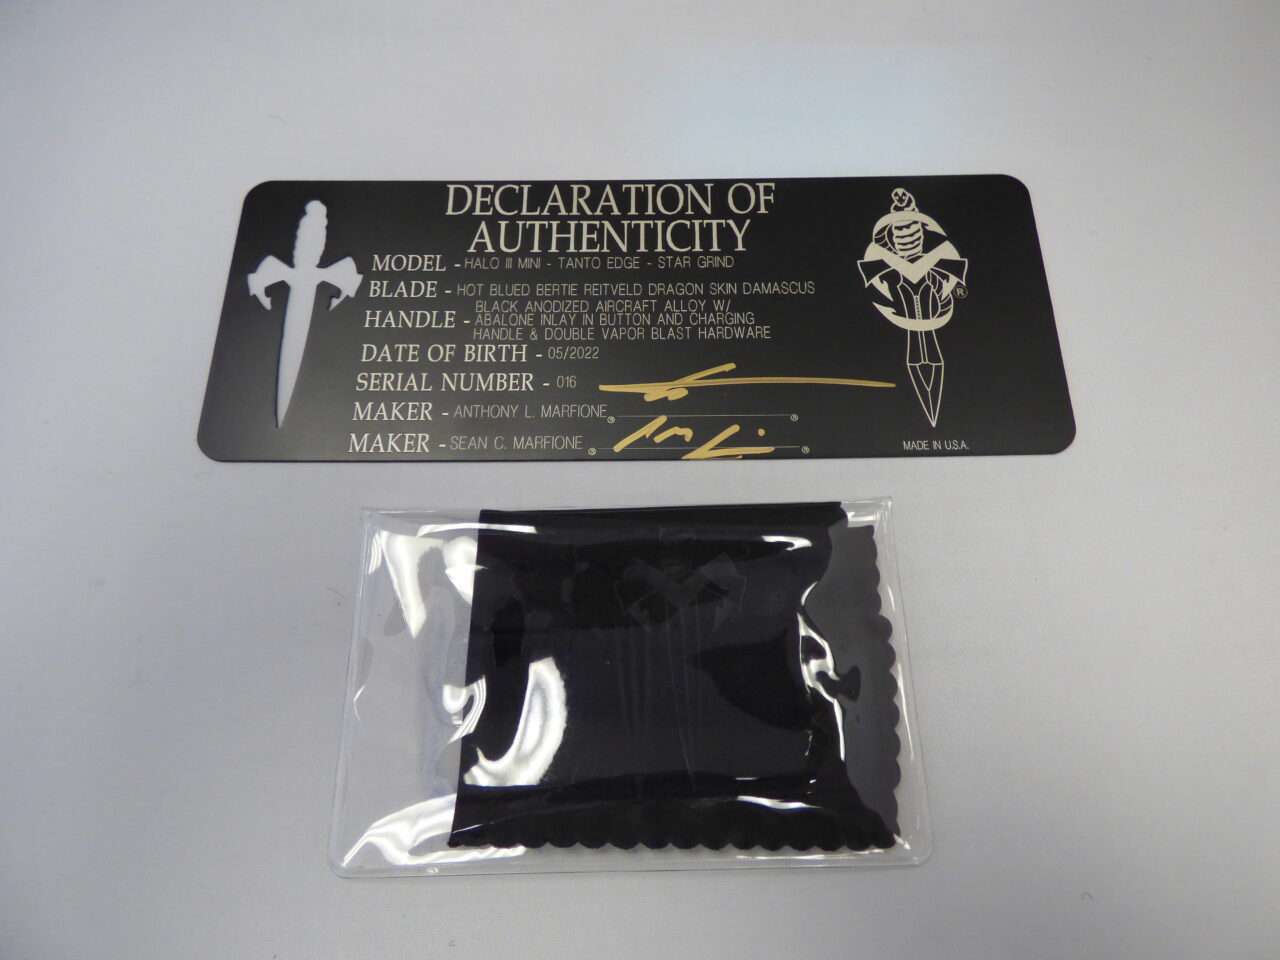 DECLARATION OF
AUTHENTICITY
MODEL - HALO III MINI - TANTO EDGE - STAR GRIND
BLADE - HOT BLUED BERTIE REITVELD DRAGON SKIN DAMASCUS
HANDLE - BLACK ANODIZED AIRCRAFT ALLOY W/
ABALONE INLAY IN BUTTON AND CHARGING
HANDLE & DOUBLE VAPOR BLAST HARDWARE
DATE OF BIRTH - 05/2022
SERIAL NUMBER - 016
MAKER - ANTHONY L. MARFIONE ® ®
MAKER - SEAN C. MARFIONE ® ®
®
MADE IN U.S.A.